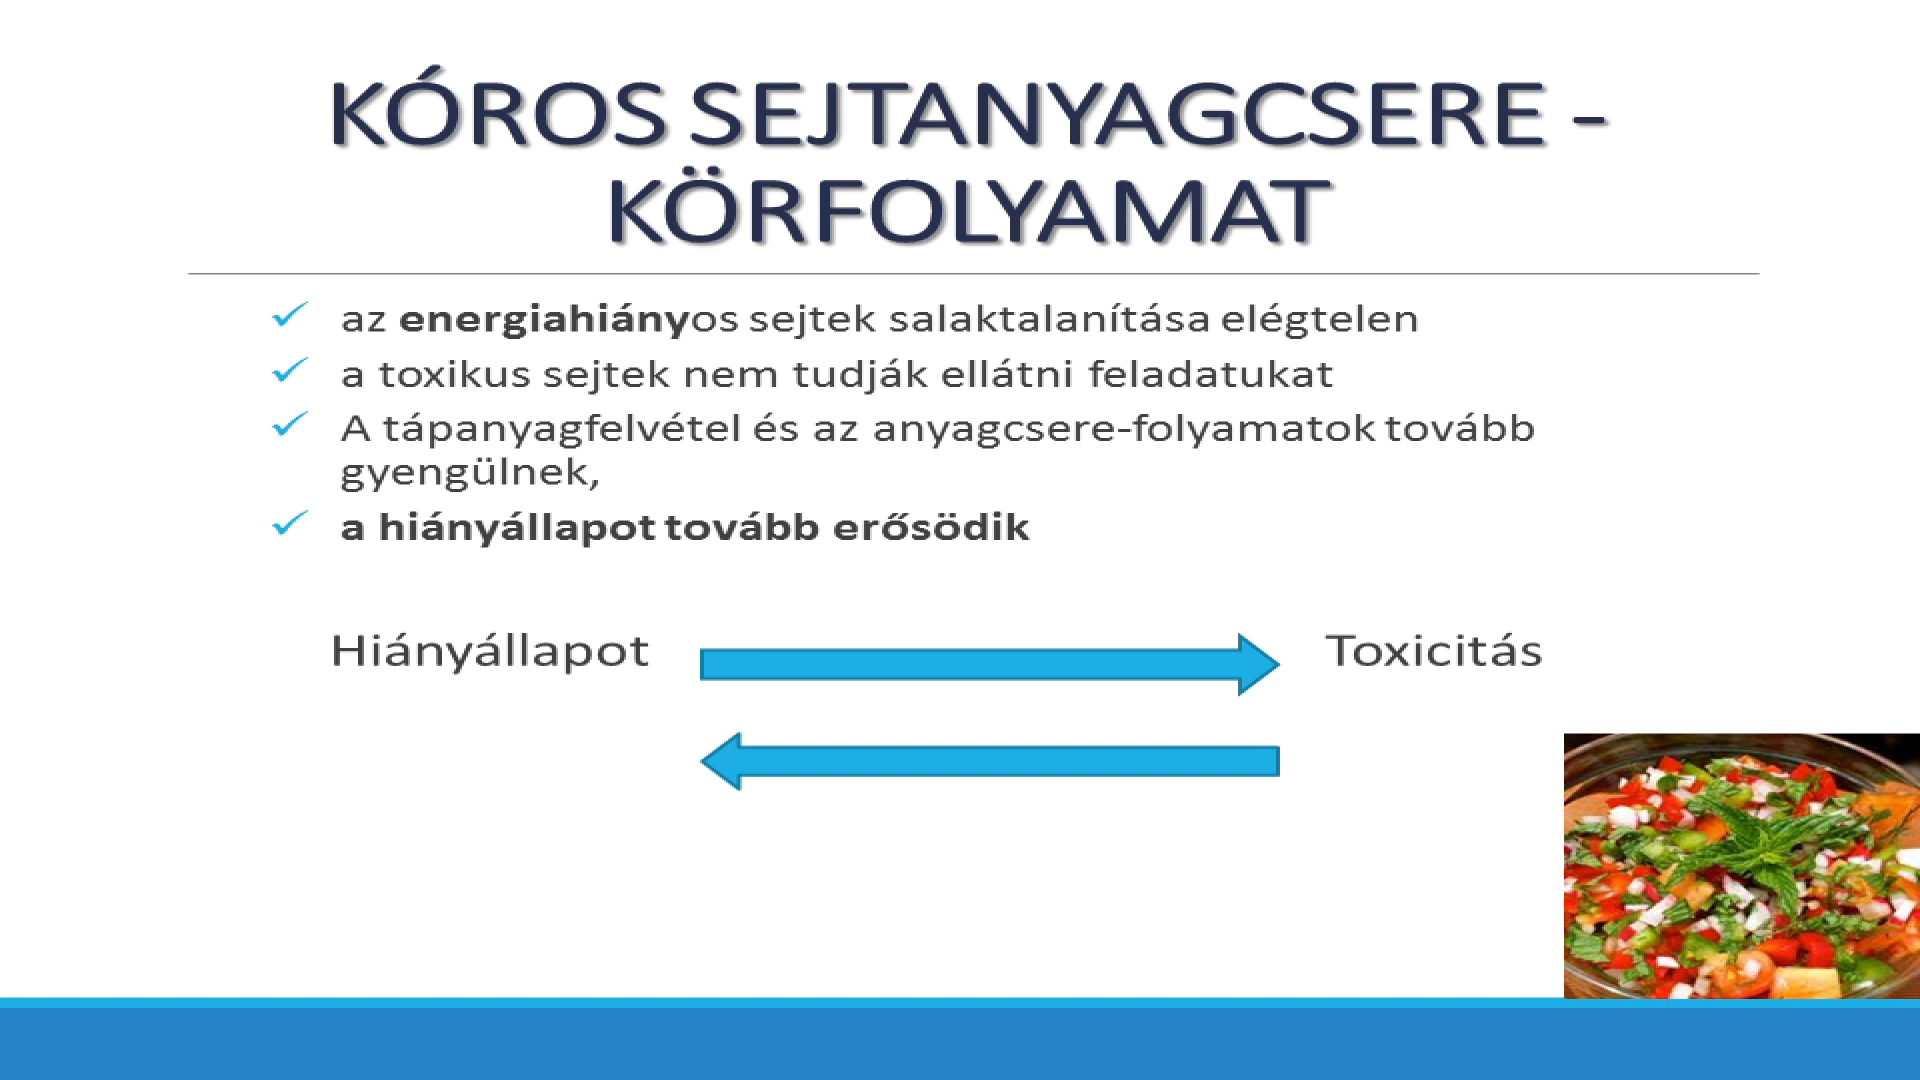 KÓROS SEJTANYAGCSERE -
KÖRFOLYAMAT
az energiahiányos sejtek salaktalanítása elégtelen
a toxikus sejtek nem tudják ellátni feladatukat
A tápanyagfelvétel és az anyagcsere-folyamatok tovább
gyengülnek,
a hiányállapot tovább erősödik
Hiányállapot Toxicitás